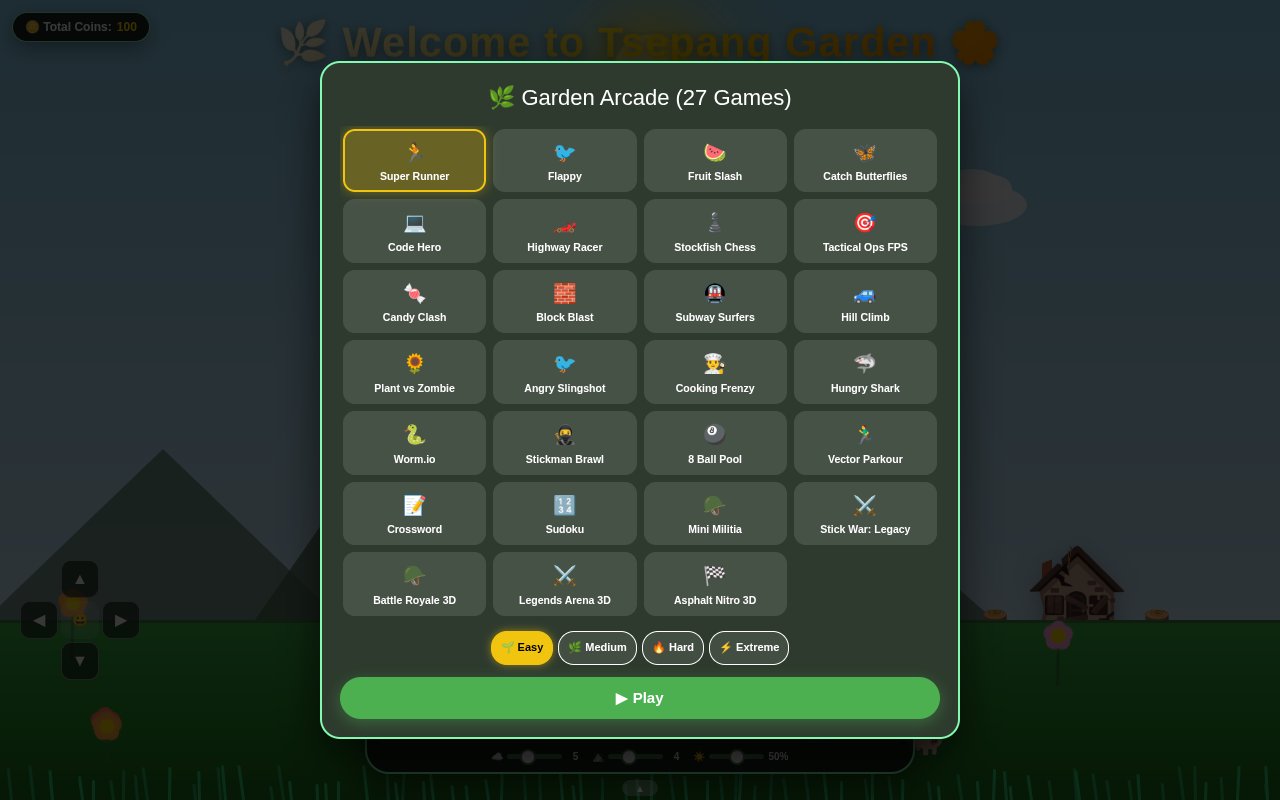 Total Coins: 100
Welcome to Tsepang Garden
Garden Arcade (27 Games)
Super Runner
Flappy
Fruit Slash
Catch Butterflies
Code Hero
Highway Racer
Stockfish Chess
Tactical Ops FPS
Candy Clash
Block Blast
Subway Surfers
Hill Climb
Plant vs Zombie
Angry Slingshot
Cooking Frenzy
Hungry Shark
Worm.io
Stickman Brawl
8 Ball Pool
Vector Parkour
Crossword
Sudoku
Mini Militia
Stick War: Legacy
Battle Royale 3D
Legends Arena 3D
Asphalt Nitro 3D
Easy
Medium
Hard
Extreme
▶ Play
5
4
50%